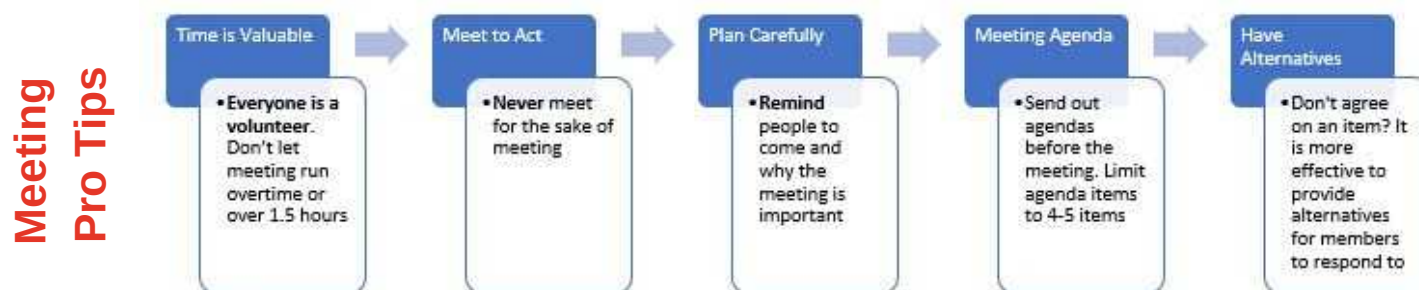 Meeting
Pro Tips
Time is Valuable
•Everyone is a
volunteer.
Don't let
meeting run
overtime or
over 1.5 hours
Meet to Act
•Never meet
for the sake of
meeting
Plan Carefully
•Remind
people to
come and
why the
meeting is
important
Meeting Agenda
•Send out
agendas
before the
meeting. Limit
agenda items
to 4-5 items
Have
Alternatives
•Don't agree
on an item? It
is more
effective to
provide
alternatives
for members
to respond to